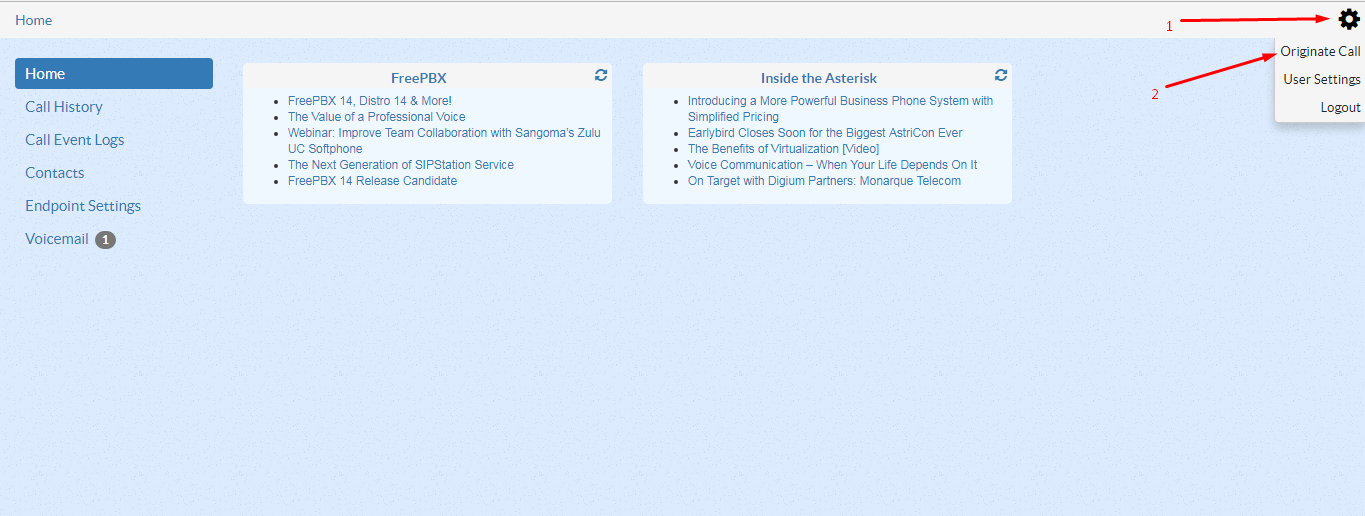 Home
1
Originate Call
2
User Settings
Logout
Home
Call History
Call Event Logs
Contacts
Endpoint Settings
Voicemail 1
FreePBX
FreePBX 14, Distro 14 & More!
The Value of a Professional Voice
Webinar: Improve Team Collaboration with Sangoma's Zulu
UC Softphone
The Next Generation of SIPStation Service
FreePBX 14 Release Candidate
Inside the Asterisk
Introducing a More Powerful Business Phone System with
Simplified Pricing
Earlybird Closes Soon for the Biggest AstriCon Ever
The Benefits of Virtualization [Video]
Voice Communication – When Your Life Depends On It
On Target with Digium Partners: Monarque Telecom